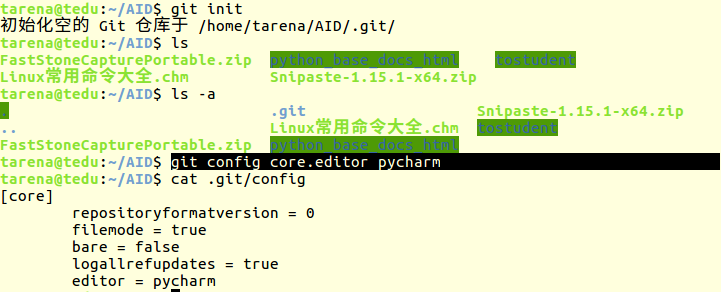 tarena@tedu:~/AID$ git init
初始化空的 Git 仓库于 /home/tarena/AID/.git/
tarena@tedu:~/AID$ ls
FastStoneCapturePortable.zip python_base_docs_html tostudent
Linux常用命令大全.chm Snipaste-1.15.1-x64.zip
tarena@tedu:~/AID$ ls -a
. .git Snipaste-1.15.1-x64.zip
.. Linux常用命令大全.chm tostudent
FastStoneCapturePortable.zip python_base_docs_html
tarena@tedu:~/AID$ git config core.editor pycharm
tarena@tedu:~/AID$ cat .git/config
[core]
repositoryformatversion = 0
filemode = true
bare = false
logallrefupdates = true
editor = pycharm